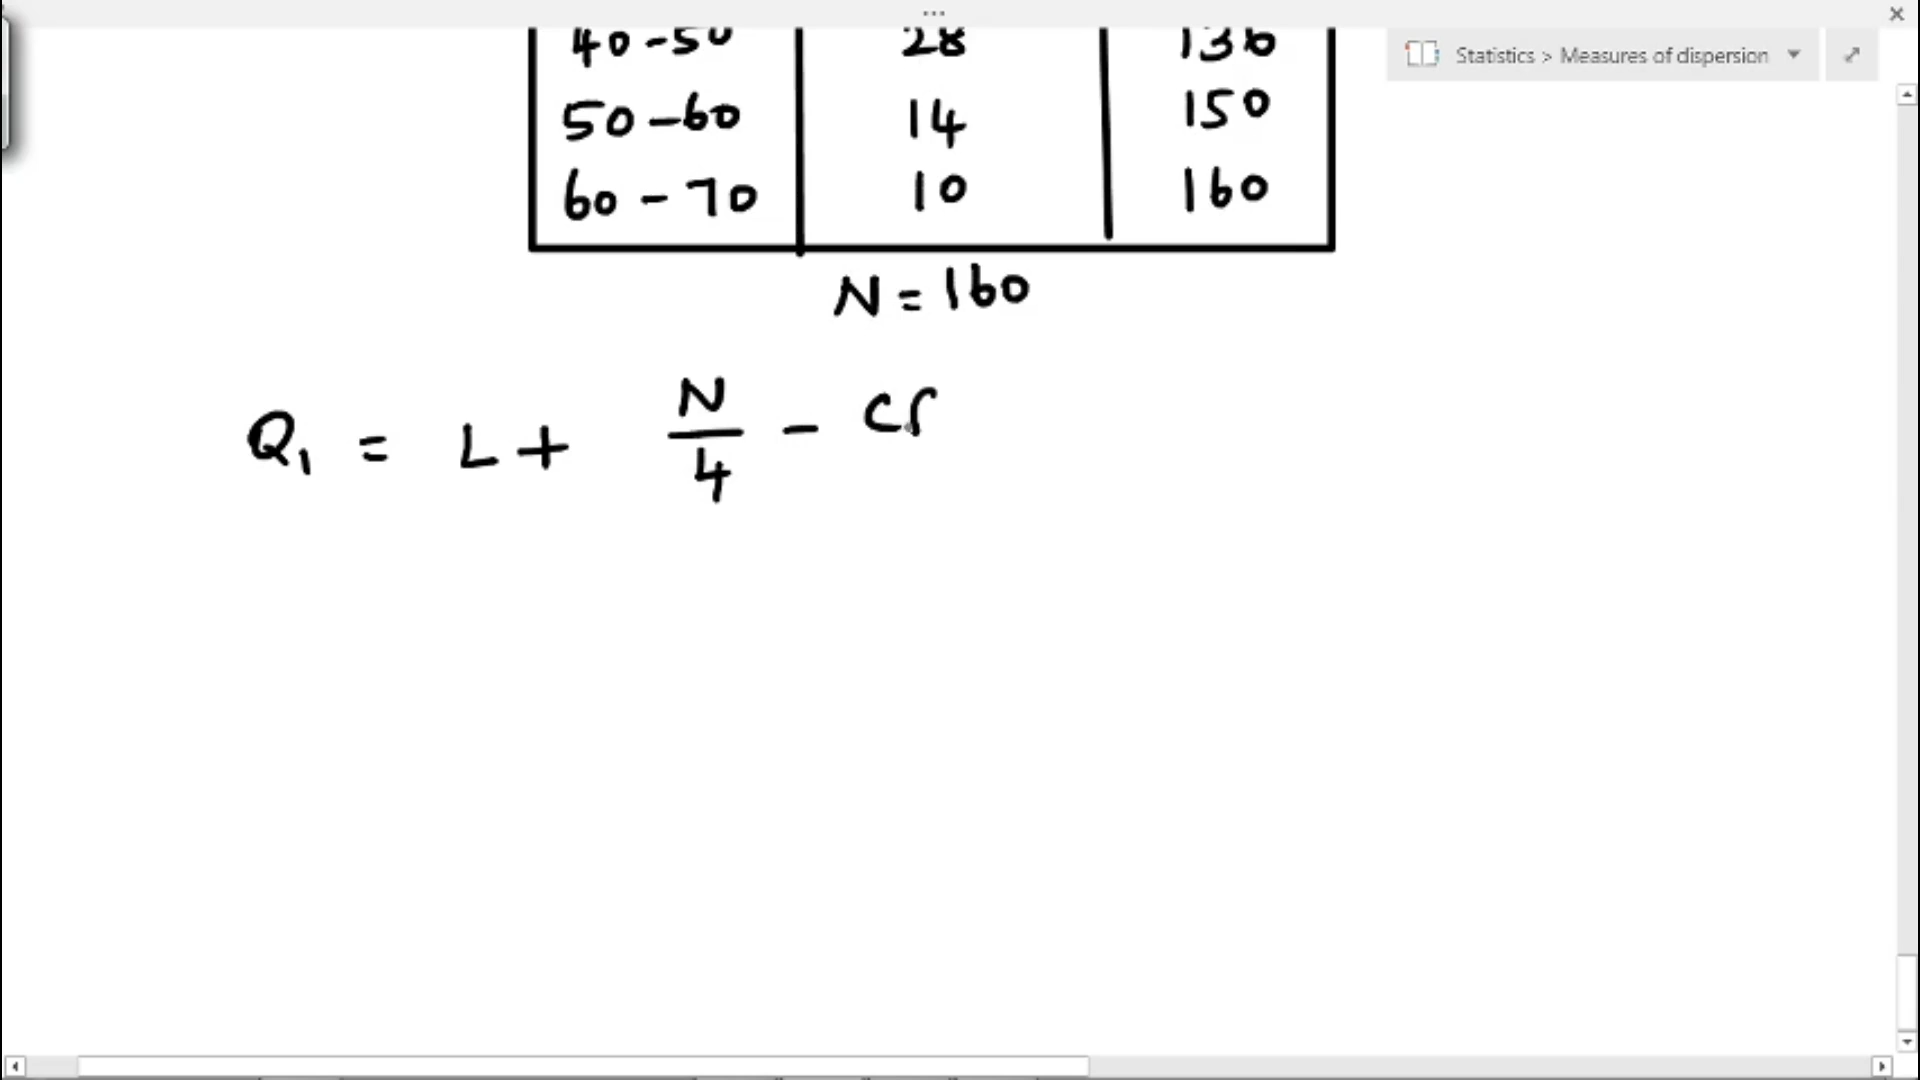 ...
Statistics > Measures of dispersion
40-50 28 136
50-60 14 150
60-70 10 160
N = 160
Q₁ = L + N/4 - cf